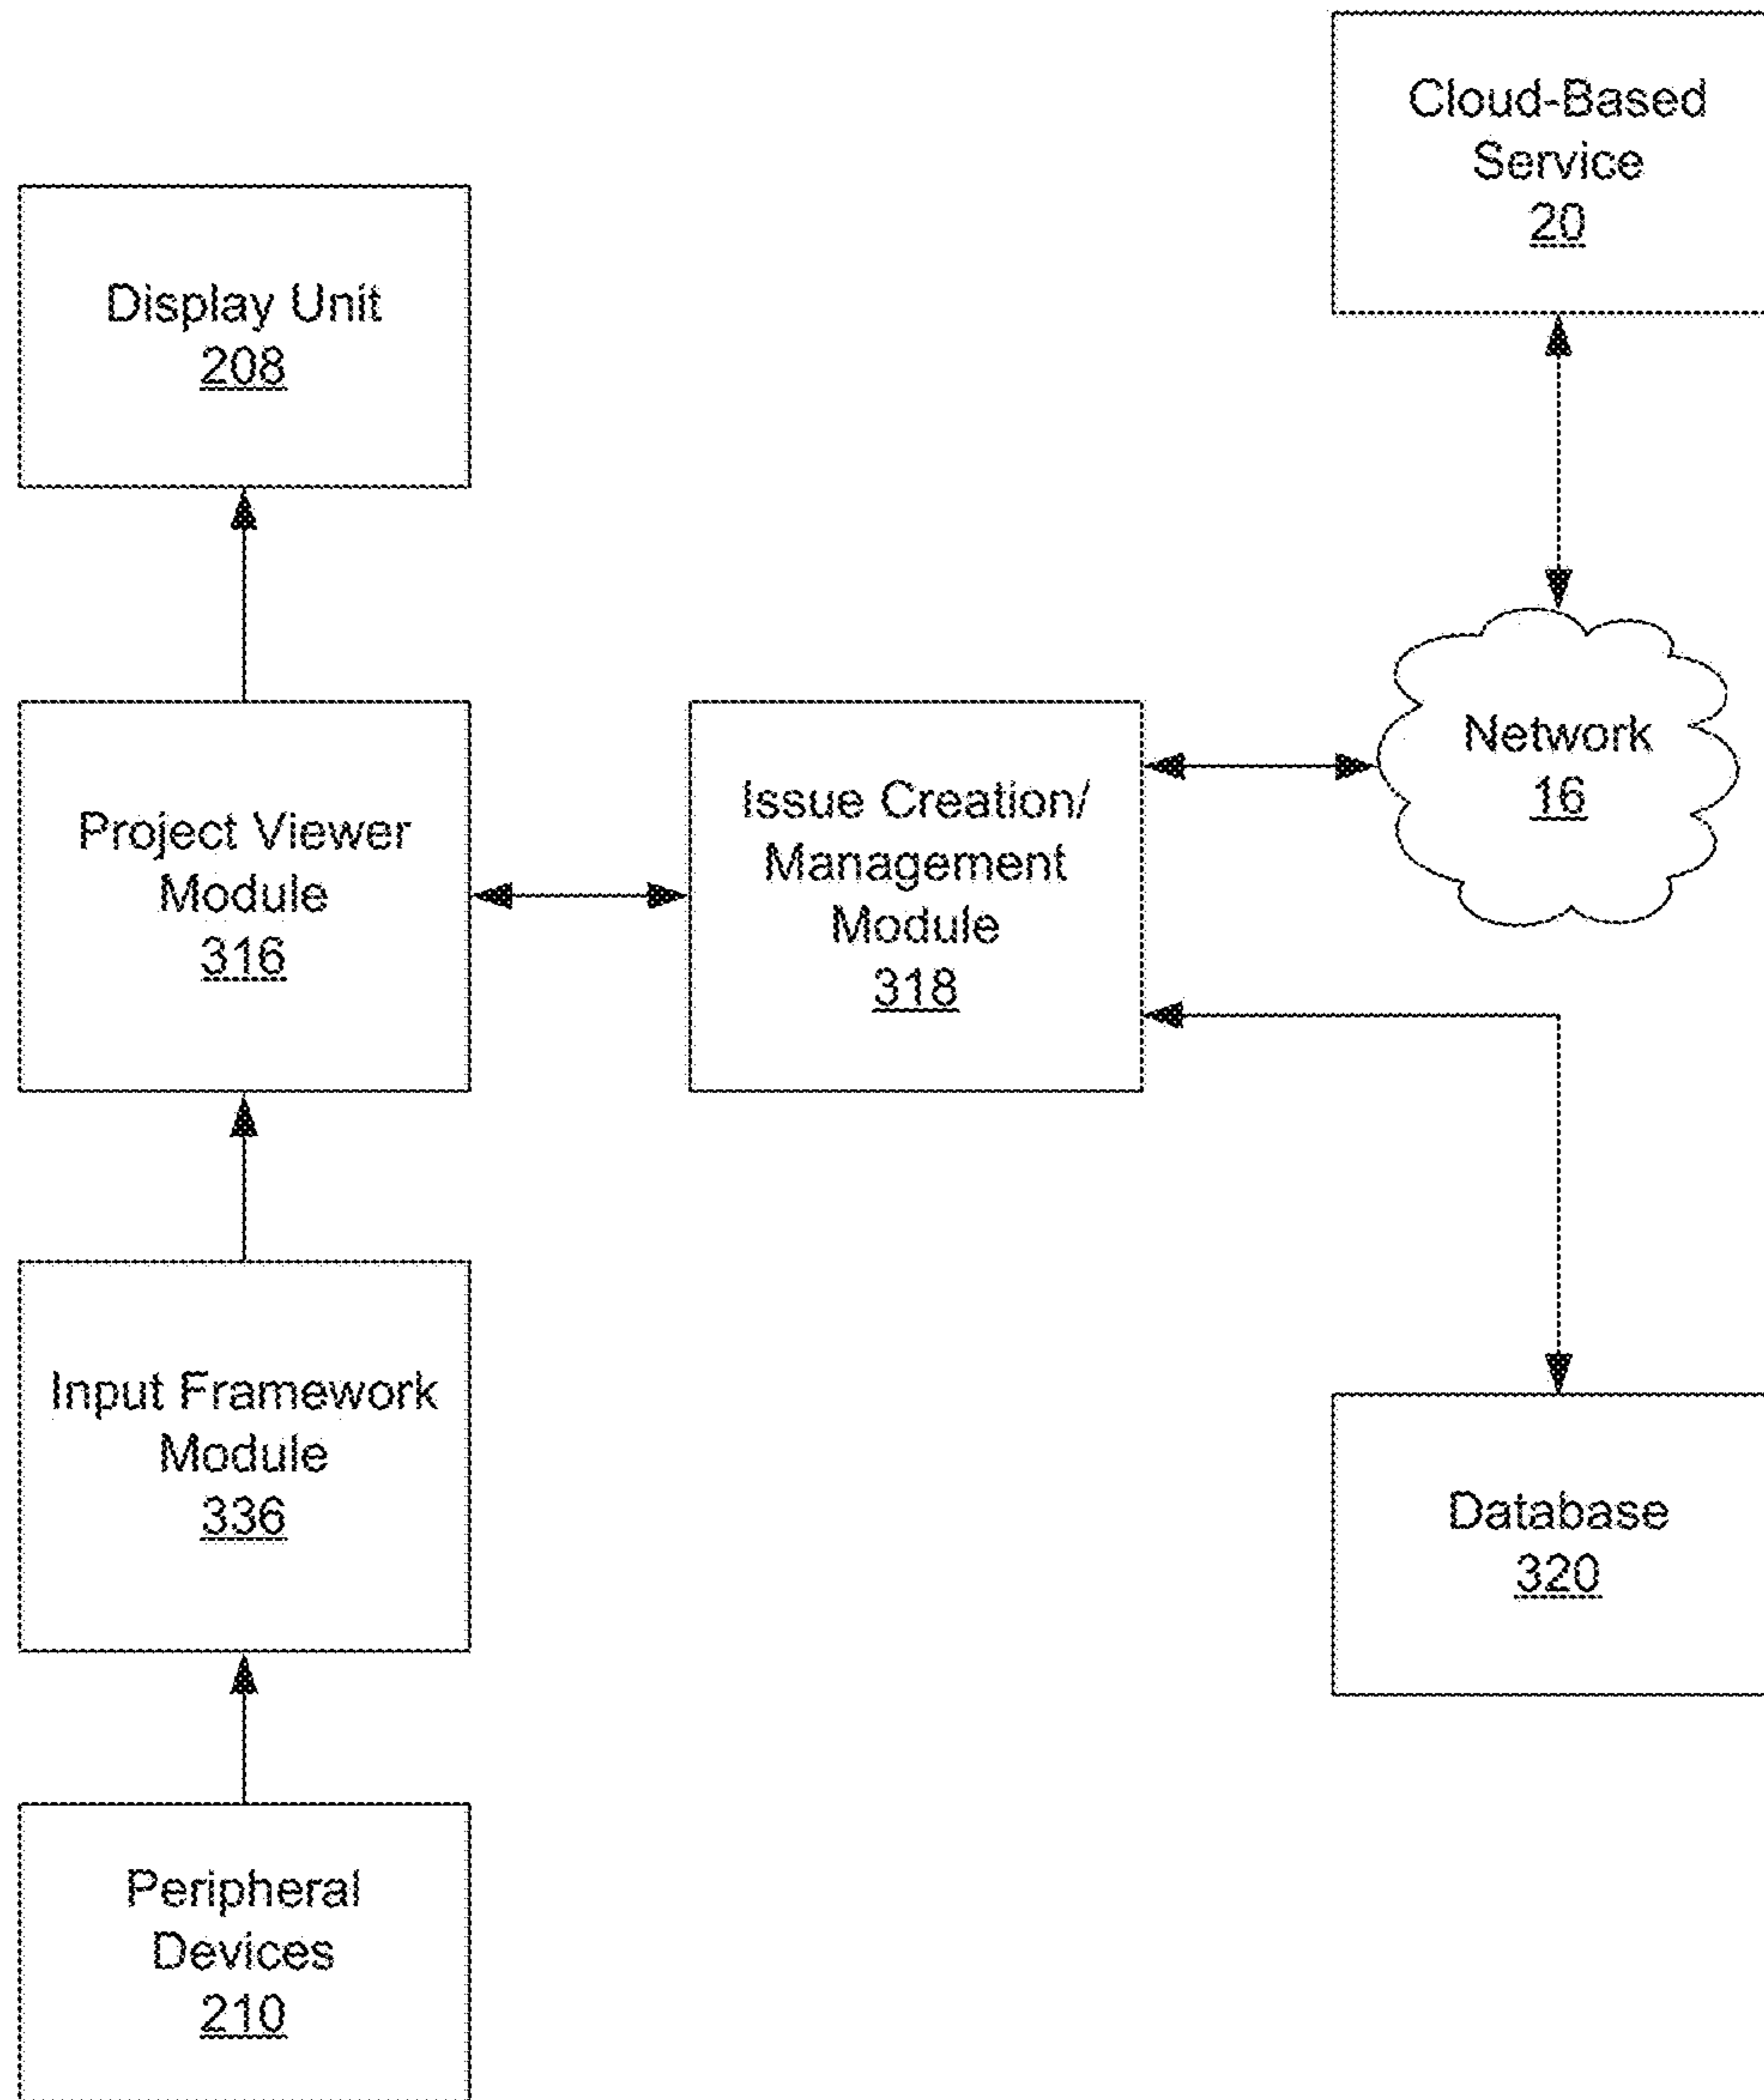 Cloud-Based
Service
20
Display Unit
208
Network
16
Project Viewer
Module
316
Issue Creation/
Management
Module
318
Input Framework
Module
336
Database
320
Peripheral
Devices
210